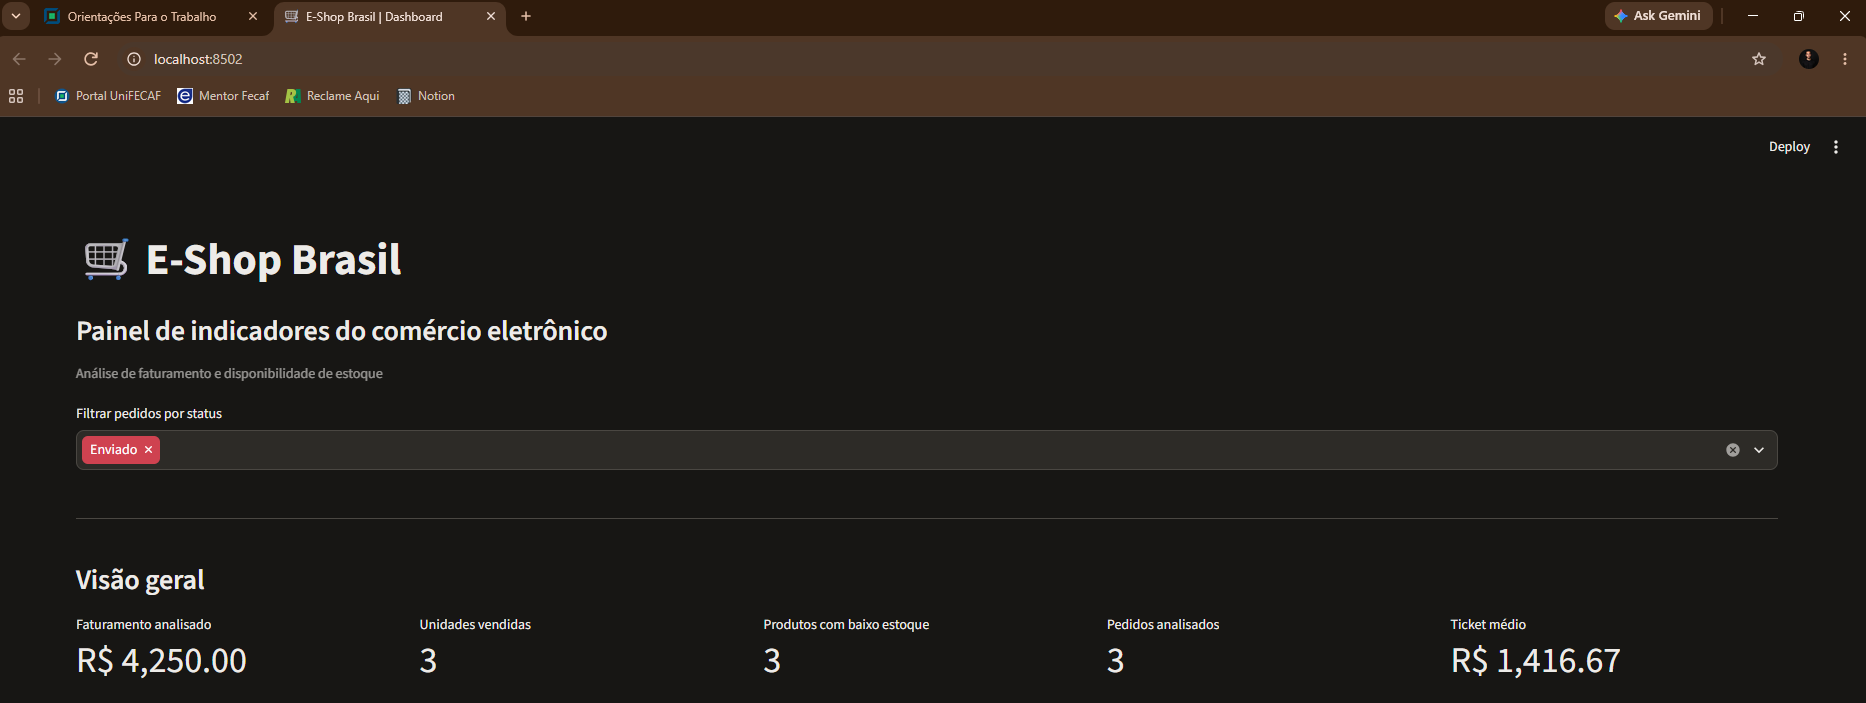 Orientações Para o Trabalho
E-Shop Brasil | Dashboard
Ask Gemini
localhost:8502
Portal UniFECAF
Mentor Fecaf
Reclame Aqui
Notion
Deploy
E-Shop Brasil
Painel de indicadores do comércio eletrônico
Análise de faturamento e disponibilidade de estoque
Filtrar pedidos por status
Enviado
Visão geral
Faturamento analisado
R$ 4,250.00
Unidades vendidas
3
Produtos com baixo estoque
3
Pedidos analisados
3
Ticket médio
R$ 1,416.67